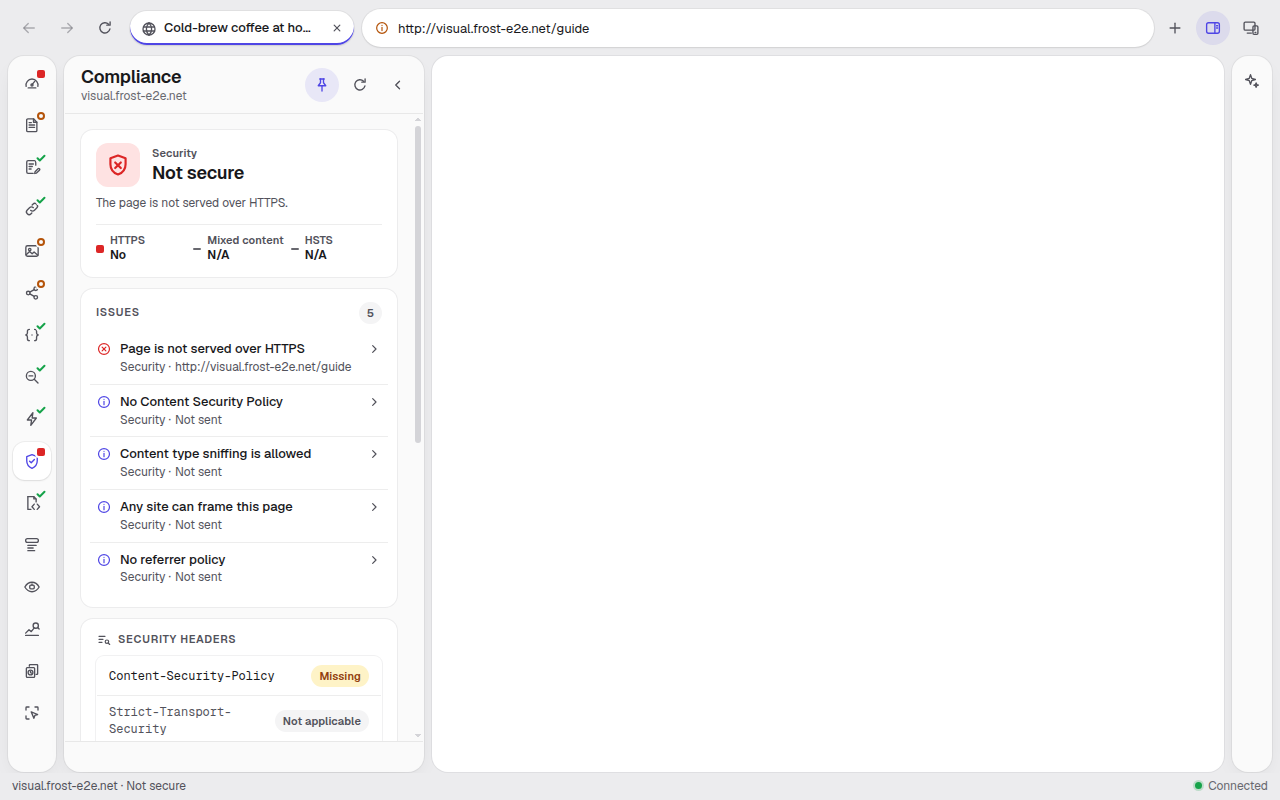 Cold-brew coffee at ho...
http://visual.frost-e2e.net/guide
Compliance
visual.frost-e2e.net
Security
Not secure
The page is not served over HTTPS.
HTTPS
No
Mixed content
N/A
HSTS
N/A
ISSUES
5
Page is not served over HTTPS
Security · http://visual.frost-e2e.net/guide
No Content Security Policy
Security · Not sent
Content type sniffing is allowed
Security · Not sent
Any site can frame this page
Security · Not sent
No referrer policy
Security · Not sent
SECURITY HEADERS
Content-Security-Policy
Missing
Strict-Transport-
Security
Not applicable
visual.frost-e2e.net · Not secure
Connected